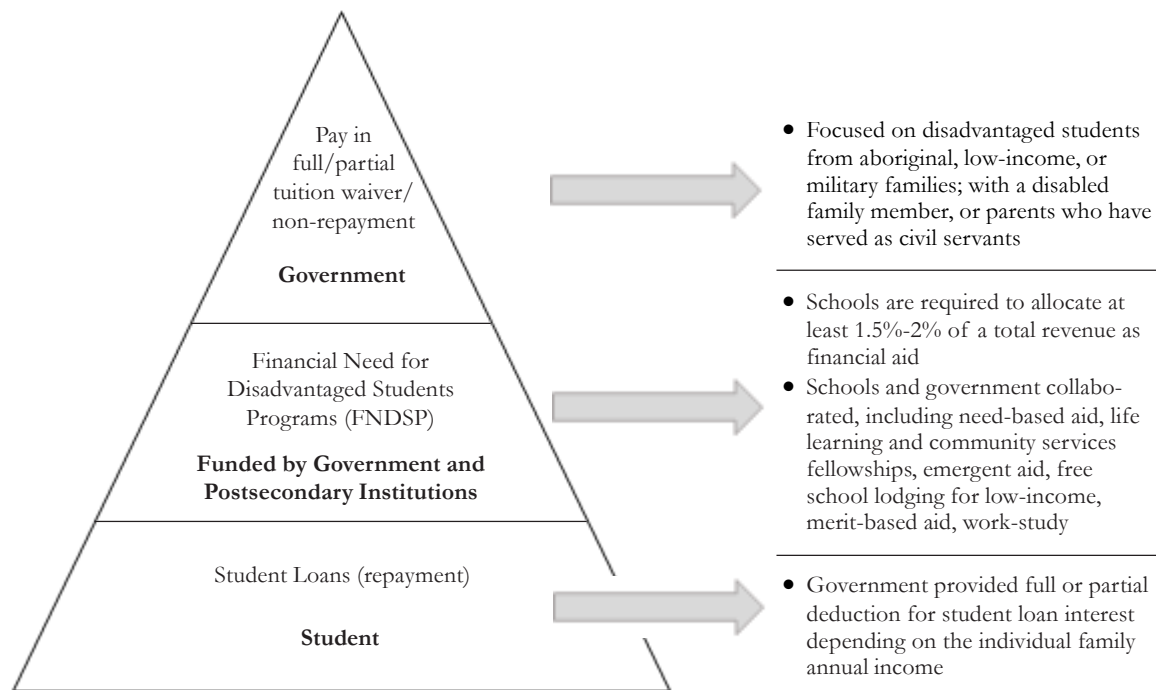 Pay in
full/partial
tuition waiver/
non-repayment
Government
• Focused on disadvantaged students
from aboriginal, low-income, or
military families; with a disabled
family member, or parents who have
served as civil servants
Financial Need for
Disadvantaged Students
Programs (FNDSP)
Funded by Government and
Postsecondary Institutions
• Schools are required to allocate at
least 1.5%-2% of a total revenue as
financial aid
• Schools and government collabo-
rated, including need-based aid, life
learning and community services
fellowships, emergent aid, free
school lodging for low-income,
merit-based aid, work-study
Student Loans (repayment)
Student
• Government provided full or partial
deduction for student loan interest
depending on the individual family
annual income